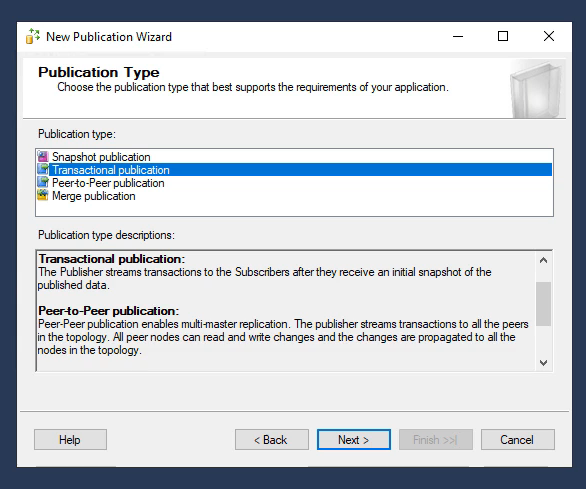 New Publication Wizard
Publication Type
Choose the publication type that best supports the requirements of your application.
Publication type:
Snapshot publication
Transactional publication
Peer-to-Peer publication
Merge publication
Publication type descriptions:
Transactional publication:
The Publisher streams transactions to the Subscribers after they receive an initial snapshot of the
published data.
Peer-to-Peer publication:
Peer-Peer publication enables multi-master replication. The publisher streams transactions to all the peers
in the topology. All peer nodes can read and write changes and the changes are propagated to all the
nodes in the topology.
Help
< Back
Next >
Finish >>|
Cancel